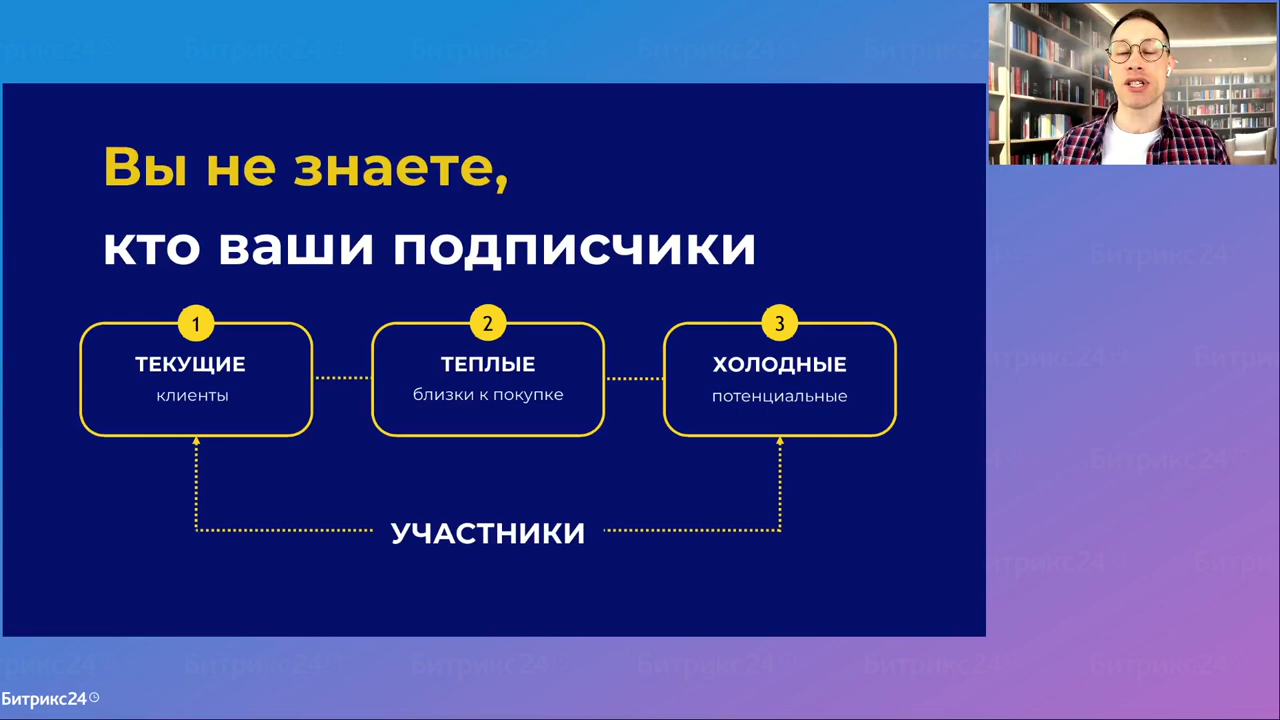 Вы не знаете,
кто ваши подписчики
1
ТЕКУЩИЕ
клиенты
2
ТЕПЛЫЕ
близки к покупке
3
ХОЛОДНЫЕ
потенциальные
УЧАСТНИКИ
Битрикс24